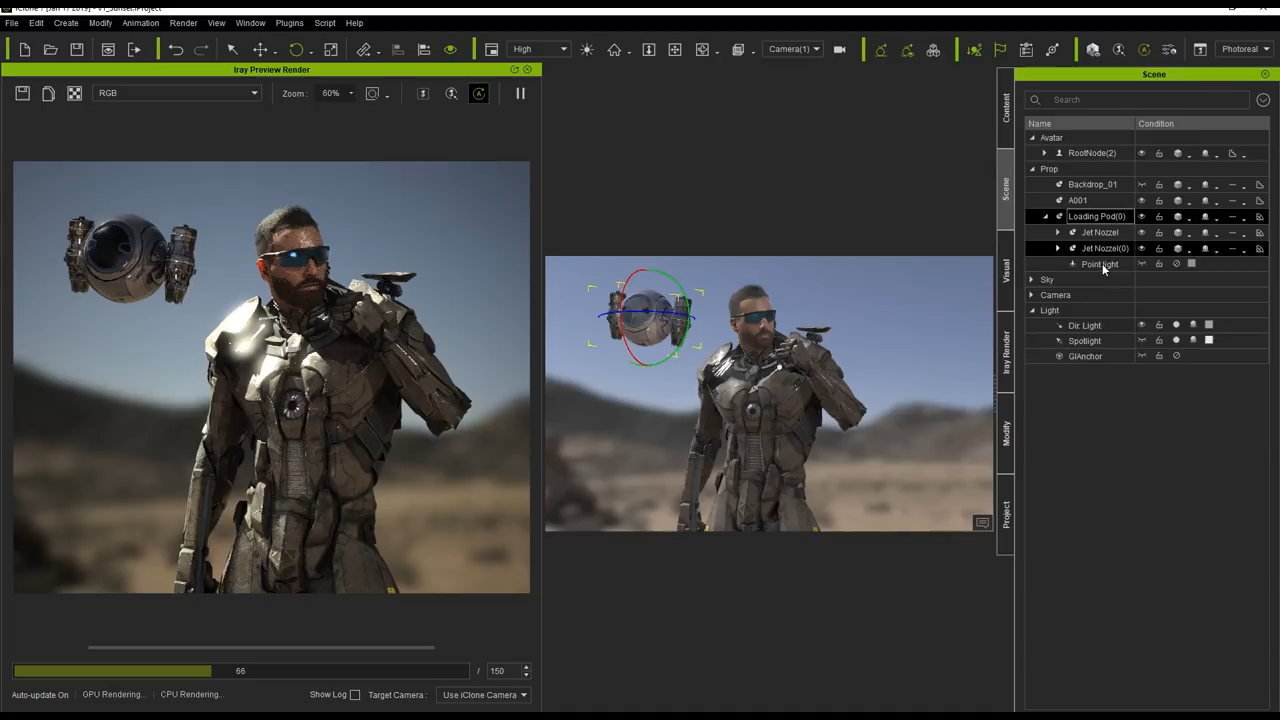 File Edit Create Modify Animation Render View Window Plugins Script Help
High
Camera(1)
Photoreal
Iray Preview Render
RGB
Zoom : 60%
66 / 150
Auto-update On GPU Rendering... CPU Rendering...
Show Log Target Camera : Use iClone Camera
Content
Scene
Visual
Iray Render
Modify
Project
Scene
Search
Name Condition
Avatar
RootNode(2)
Prop
Backdrop_01
A001
Loading Pod(0)
Jet Nozzel
Jet Nozzel(0)
Point light
Sky
Camera
Light
Dir. Light
Spotlight
GIAnchor